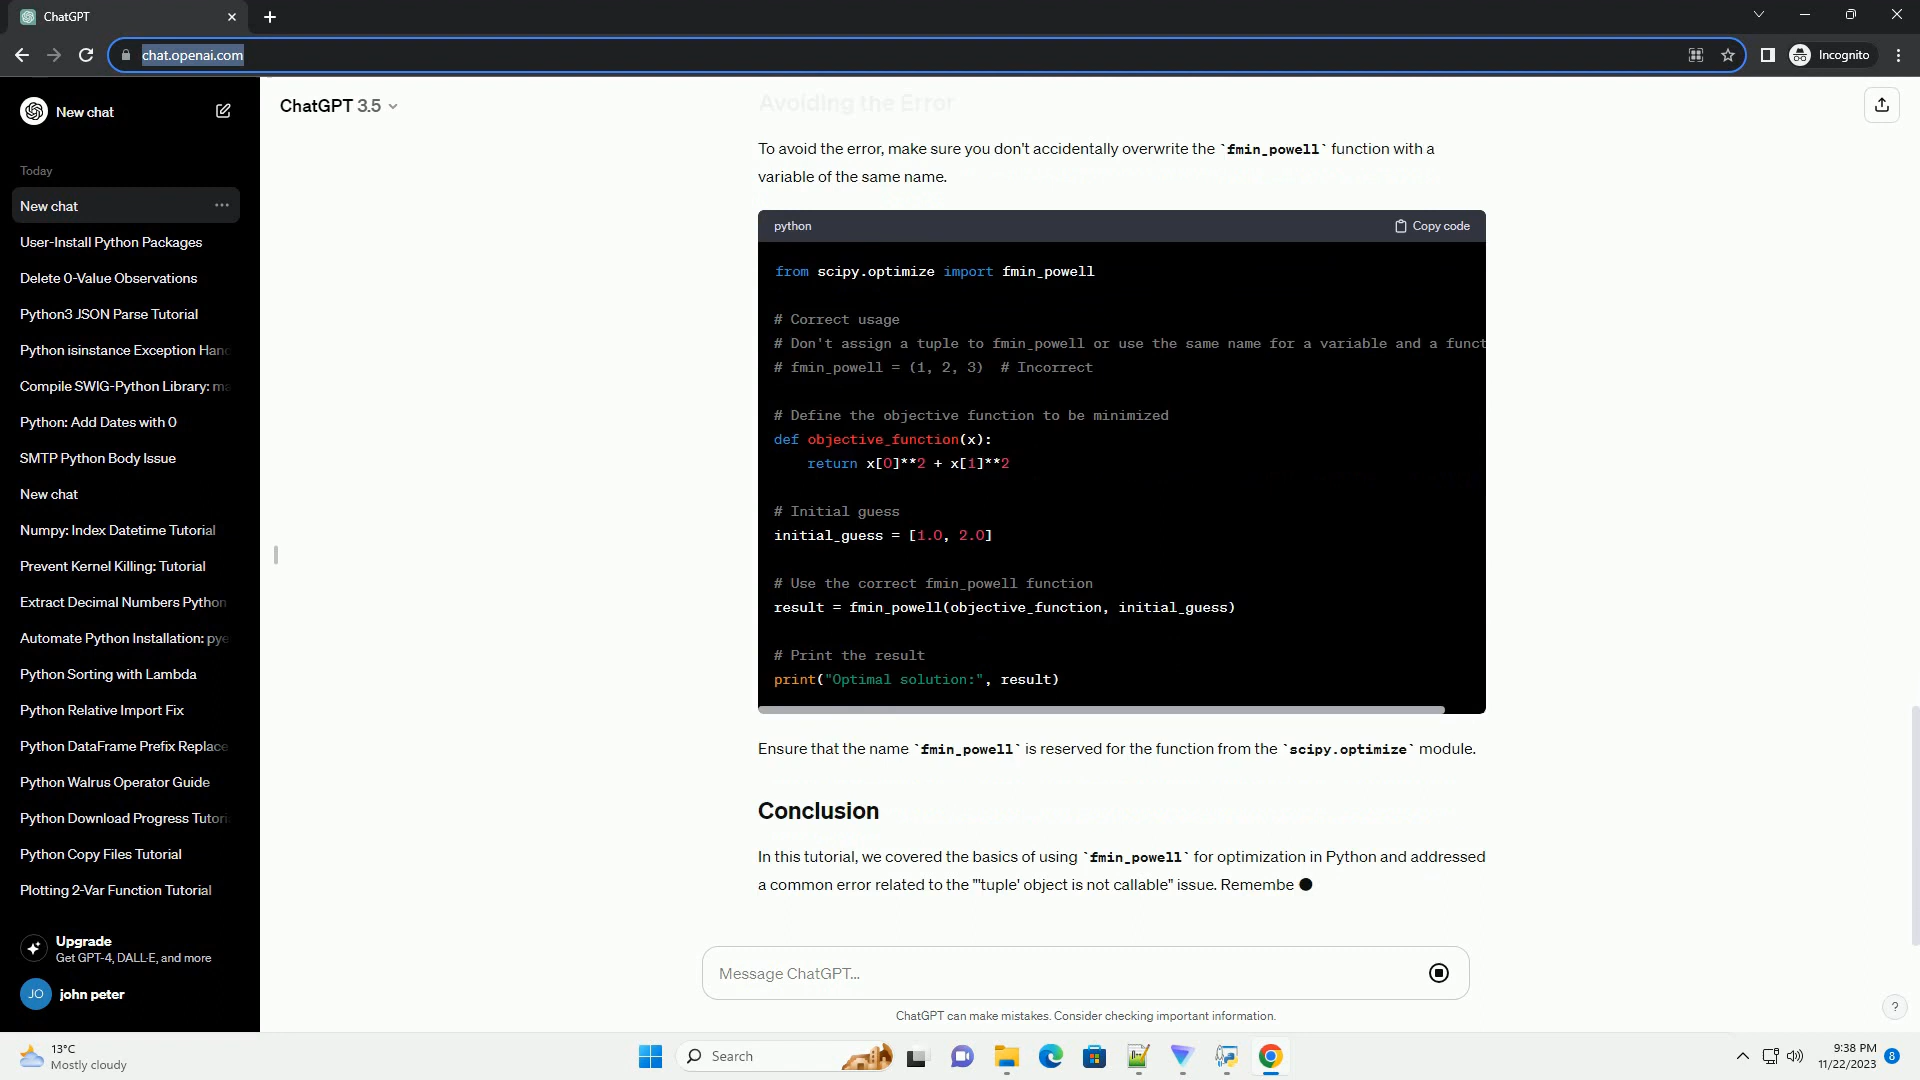 ChatGPT
chat.openai.com
Incognito
New chat
Today
New chat
User-Install Python Packages
Delete 0-Value Observations
Python3 JSON Parse Tutorial
Python isinstance Exception Han
Compile SWIG-Python Library: ma
Python: Add Dates with 0
SMTP Python Body Issue
New chat
Numpy: Index Datetime Tutorial
Prevent Kernel Killing: Tutorial
Extract Decimal Numbers Python
Automate Python Installation: pye
Python Sorting with Lambda
Python Relative Import Fix
Python DataFrame Prefix Replace
Python Walrus Operator Guide
Python Download Progress Tutori
Python Copy Files Tutorial
Plotting 2-Var Function Tutorial
Upgrade
Get GPT-4, DALL·E, and more
JO
john peter
ChatGPT 3.5
Avoiding the Error
To avoid the error, make sure you don't accidentally overwrite the `fmin_powell` function with a
variable of the same name.
python
Copy code
from scipy.optimize import fmin_powell
# Correct usage
# Don't assign a tuple to fmin_powell or use the same name for a variable and a funct
# fmin_powell = (1, 2, 3)  # Incorrect
# Define the objective function to be minimized
def objective_function(x):
    return x[0]**2 + x[1]**2
# Initial guess
initial_guess = [1.0, 2.0]
# Use the correct fmin_powell function
result = fmin_powell(objective_function, initial_guess)
# Print the result
print("Optimal solution:", result)
Ensure that the name `fmin_powell` is reserved for the function from the `scipy.optimize` module.
Conclusion
In this tutorial, we covered the basics of using `fmin_powell` for optimization in Python and addressed
a common error related to the "'tuple' object is not callable" issue. Remembe
Message ChatGPT...
ChatGPT can make mistakes. Consider checking important information.
?
13°C
Mostly cloudy
Search
9:38 PM
11/22/2023
8